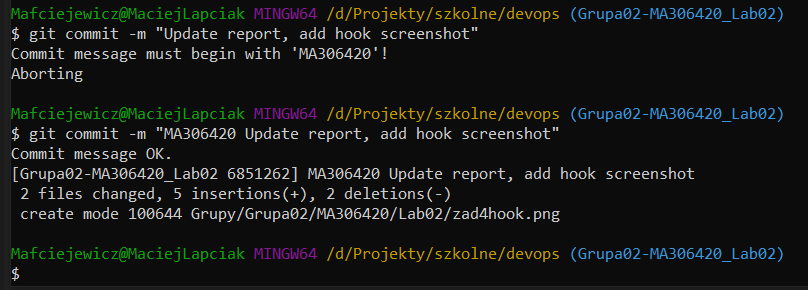 Mafciejewicz@MaciejLapciak MINGW64 /d/Projekty/szkolne/devops (Grupa02-MA306420_Lab02)
$ git commit -m "Update report, add hook screenshot"
Commit message must begin with 'MA306420'!
Aborting
Mafciejewicz@MaciejLapciak MINGW64 /d/Projekty/szkolne/devops (Grupa02-MA306420_Lab02)
$ git commit -m "MA306420 Update report, add hook screenshot"
Commit message OK.
[Grupa02-MA306420_Lab02 6851262] MA306420 Update report, add hook screenshot
 2 files changed, 5 insertions(+), 2 deletions(-)
 create mode 100644 Grupy/Grupa02/MA306420/Lab02/zad4hook.png
Mafciejewicz@MaciejLapciak MINGW64 /d/Projekty/szkolne/devops (Grupa02-MA306420_Lab02)
$